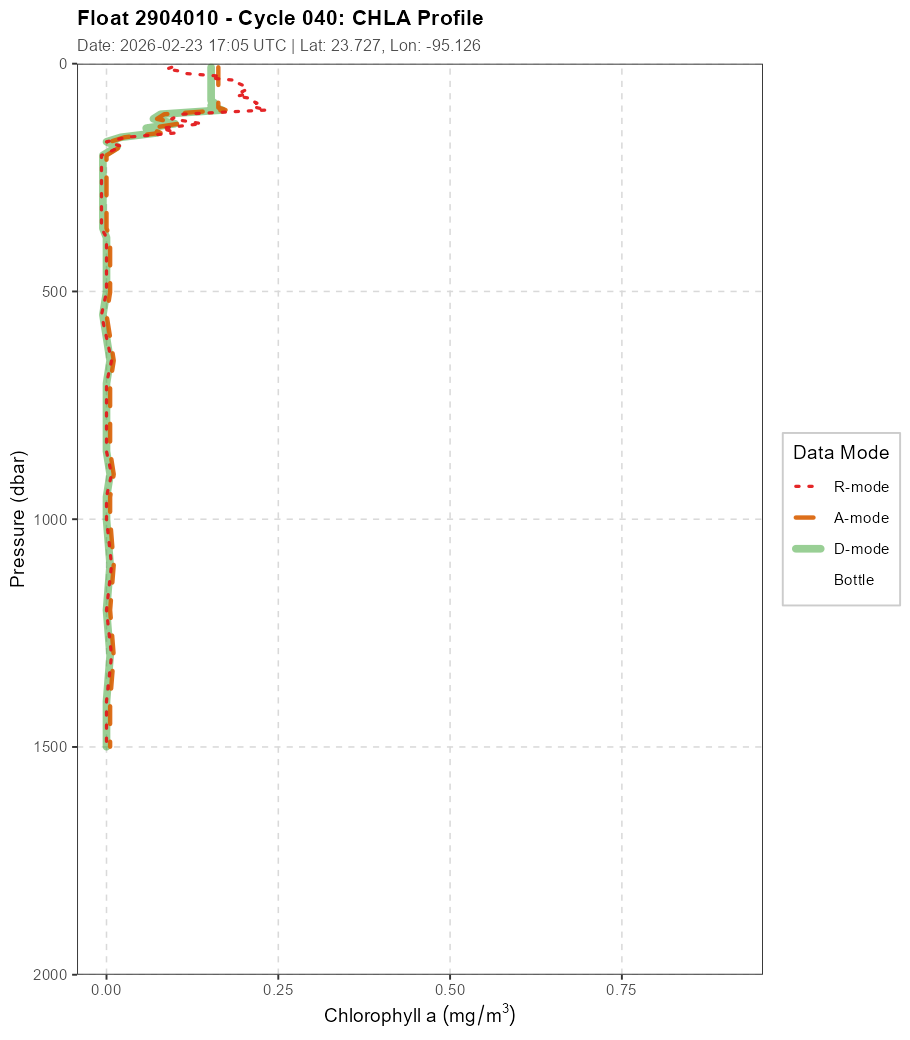 Float 2904010 - Cycle 040: CHLA Profile
Date: 2026-02-23 17:05 UTC | Lat: 23.727, Lon: -95.126
0
500
1000
1500
2000
Pressure (dbar)
0.00 0.25 0.50 0.75
Chlorophyll a (mg/m³)
Data Mode
R-mode
A-mode
D-mode
Bottle